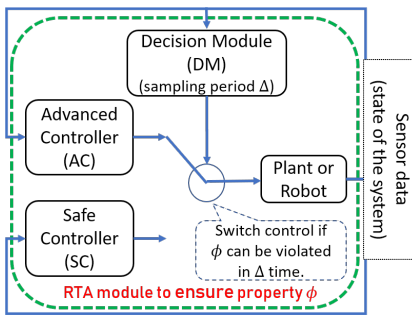 Decision Module
(DM)
(sampling period Δ)
Advanced
Controller
(AC)
Plant or
Robot
Sensor data
(state of the system)
Safe
Controller
(SC)
Switch control if
ϕ can be violated
in Δ time.
RTA module to ensure property ϕ